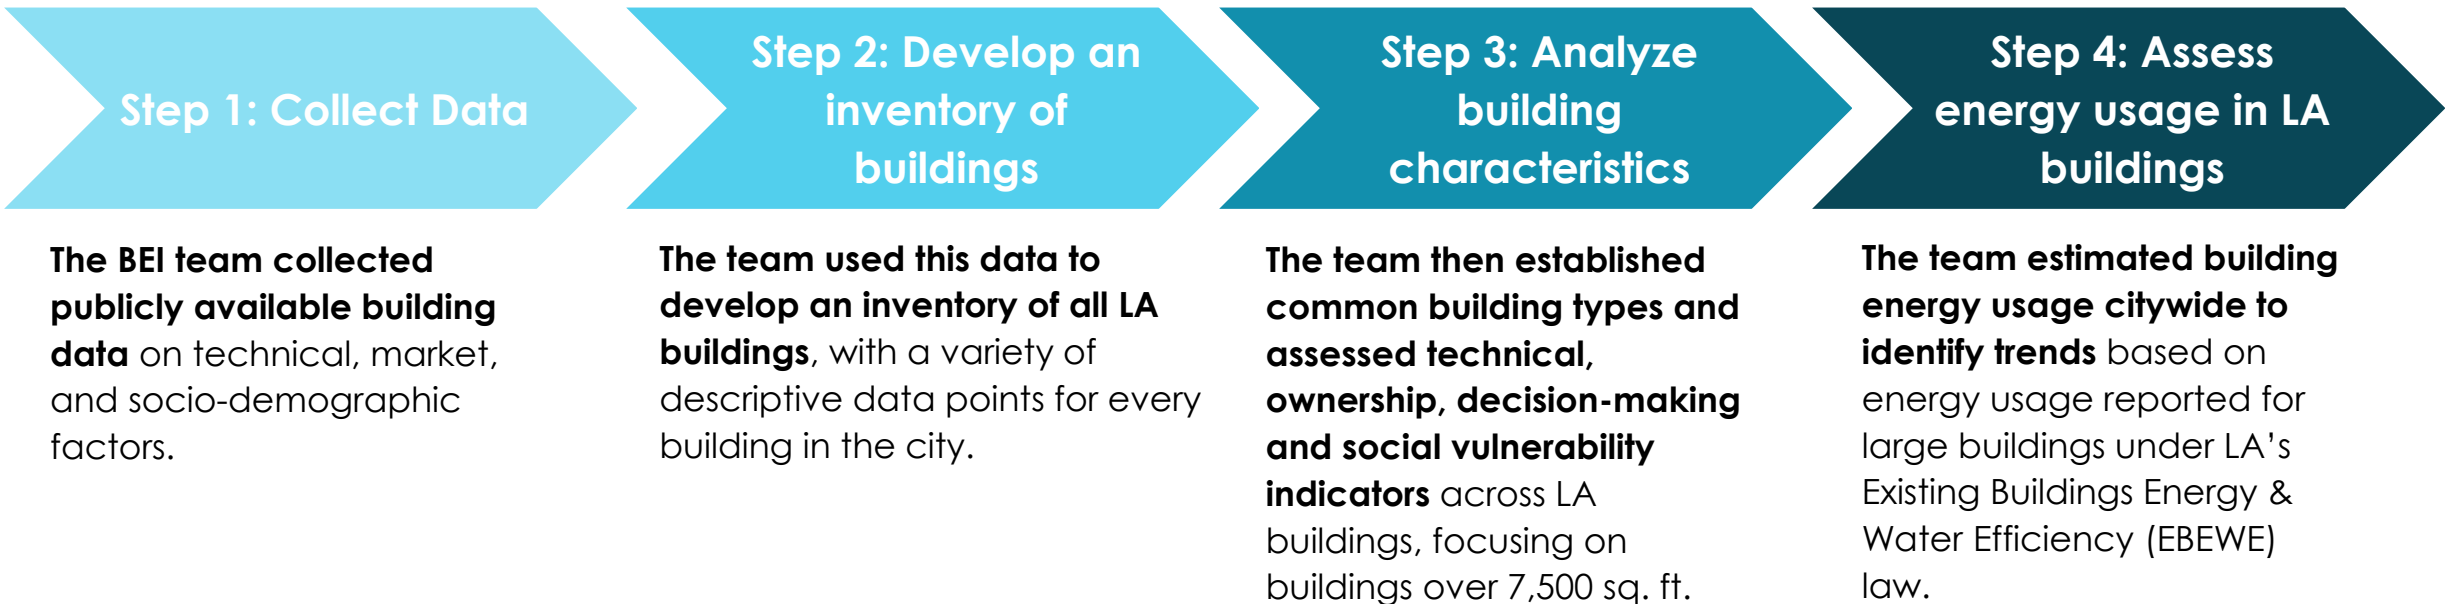 Step 1: Collect Data
Step 2: Develop an
inventory of
buildings
Step 3: Analyze
building
characteristics
Step 4: Assess
energy usage in LA
buildings
The BEI team collected
publicly available building
data on technical, market,
and socio-demographic
factors.
The team used this data to
develop an inventory of all LA
buildings, with a variety of
descriptive data points for every
building in the city.
The team then established
common building types and
assessed technical,
ownership, decision-making
and social vulnerability
indicators across LA
buildings, focusing on
buildings over 7,500 sq. ft.
The team estimated building
energy usage citywide to
identify trends based on
energy usage reported for
large buildings under LA's
Existing Buildings Energy &
Water Efficiency (EBEWE)
law.